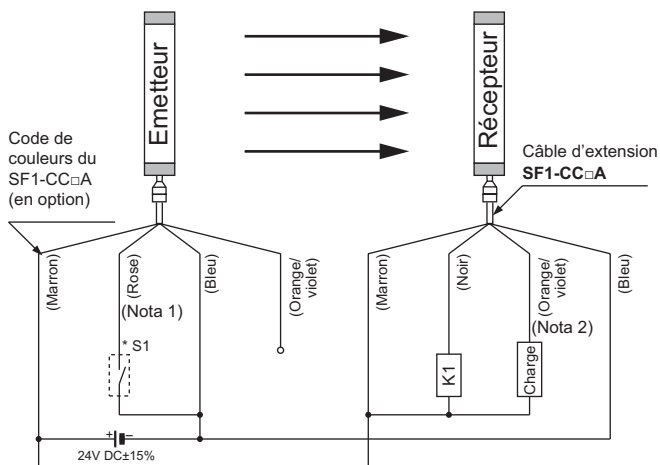 Emetteur
Récepteur
Code de
couleurs du
SF1-CC□A
(en option)
Câble d'extension
SF1-CC□A
(Marron)
(Rose)
(Bleu)
(Orange/
violet)
(Marron)
(Noir)
(Orange/
violet)
(Bleu)
(Nota 1)
(Nota 2)
* S1
K1
Charge
+ −
24V DC±15%